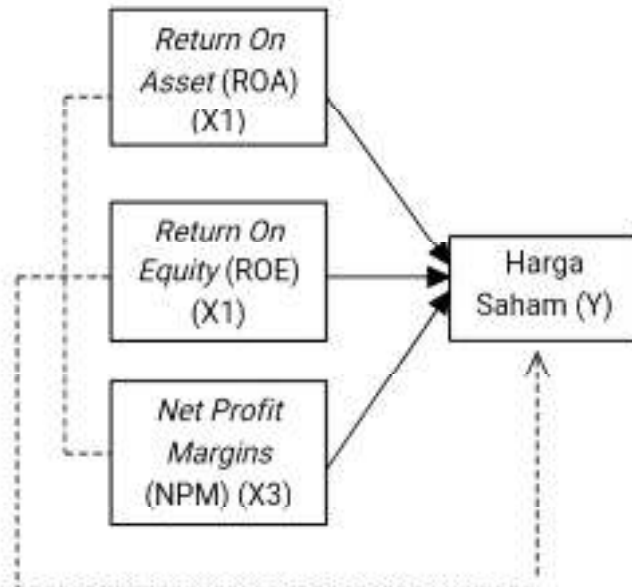 Return On
Asset (ROA)
(X1)
Return On
Equity (ROE)
(X1)
Net Profit
Margins
(NPM) (X3)
Harga
Saham (Y)